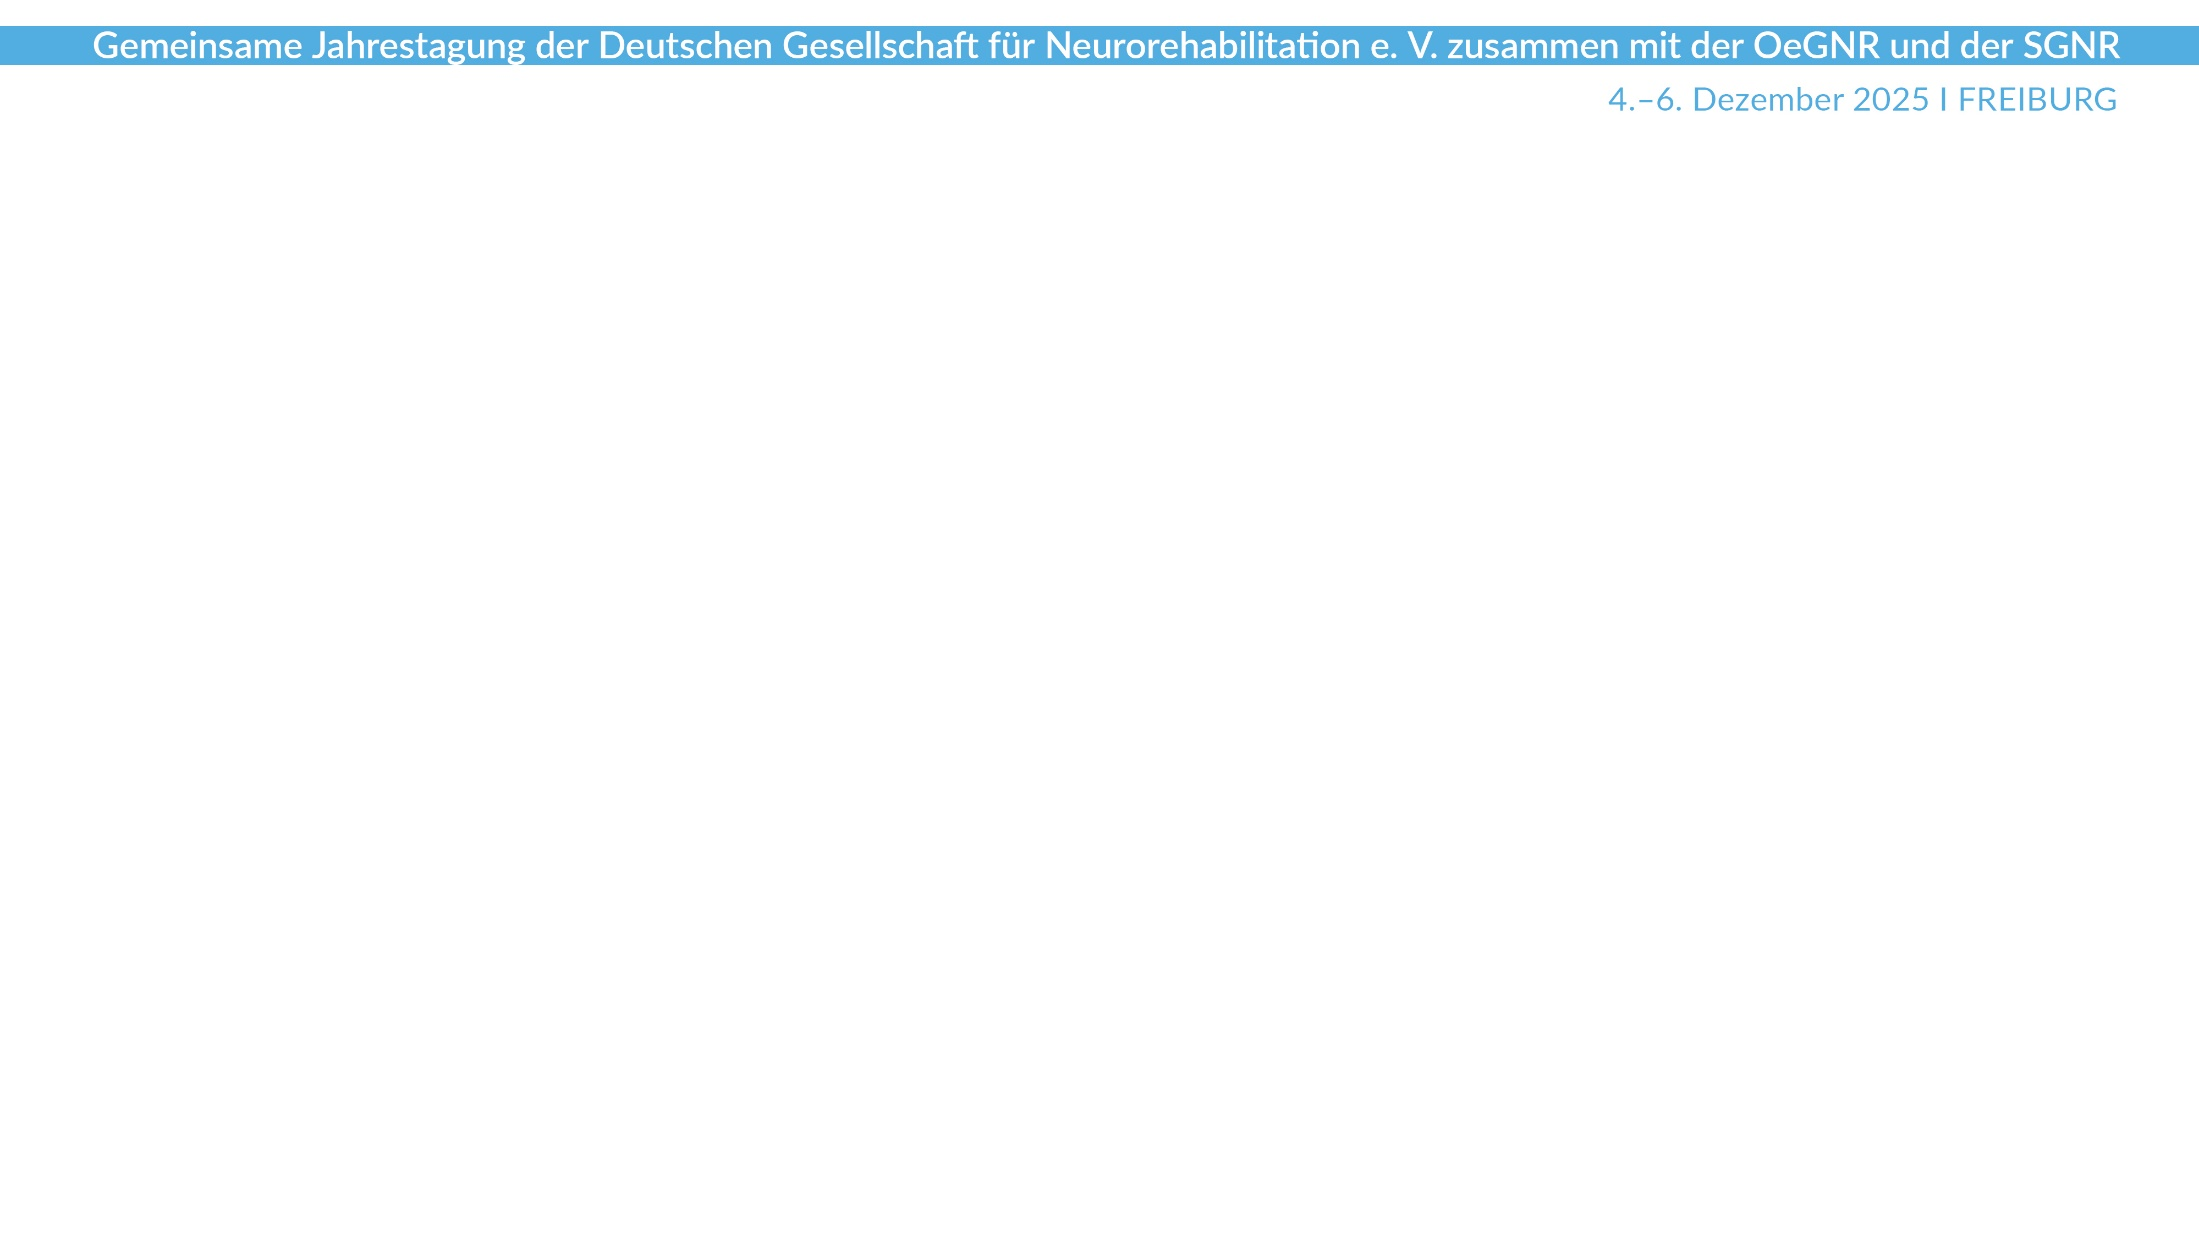 Gemeinsame Jahrestagung der Deutschen Gesellschaft für Neurorehabilitation e. V. zusammen mit der OeGNR und der SGNR
4.–6. Dezember 2025 I FREIBURG